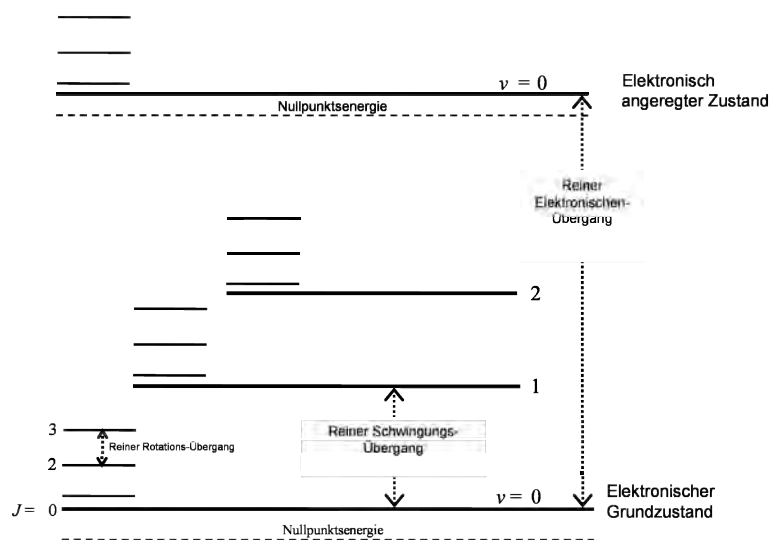 v = 0
Elektronisch
angeregter Zustand
Nullpunktsenergie
Reiner
Elektronischen-
Übergang
2
1
3
Reiner Rotations-Übergang
2
Reiner Schwingungs-
Übergang
J = 0
v = 0
Elektronischer
Grundzustand
Nullpunktsenergie